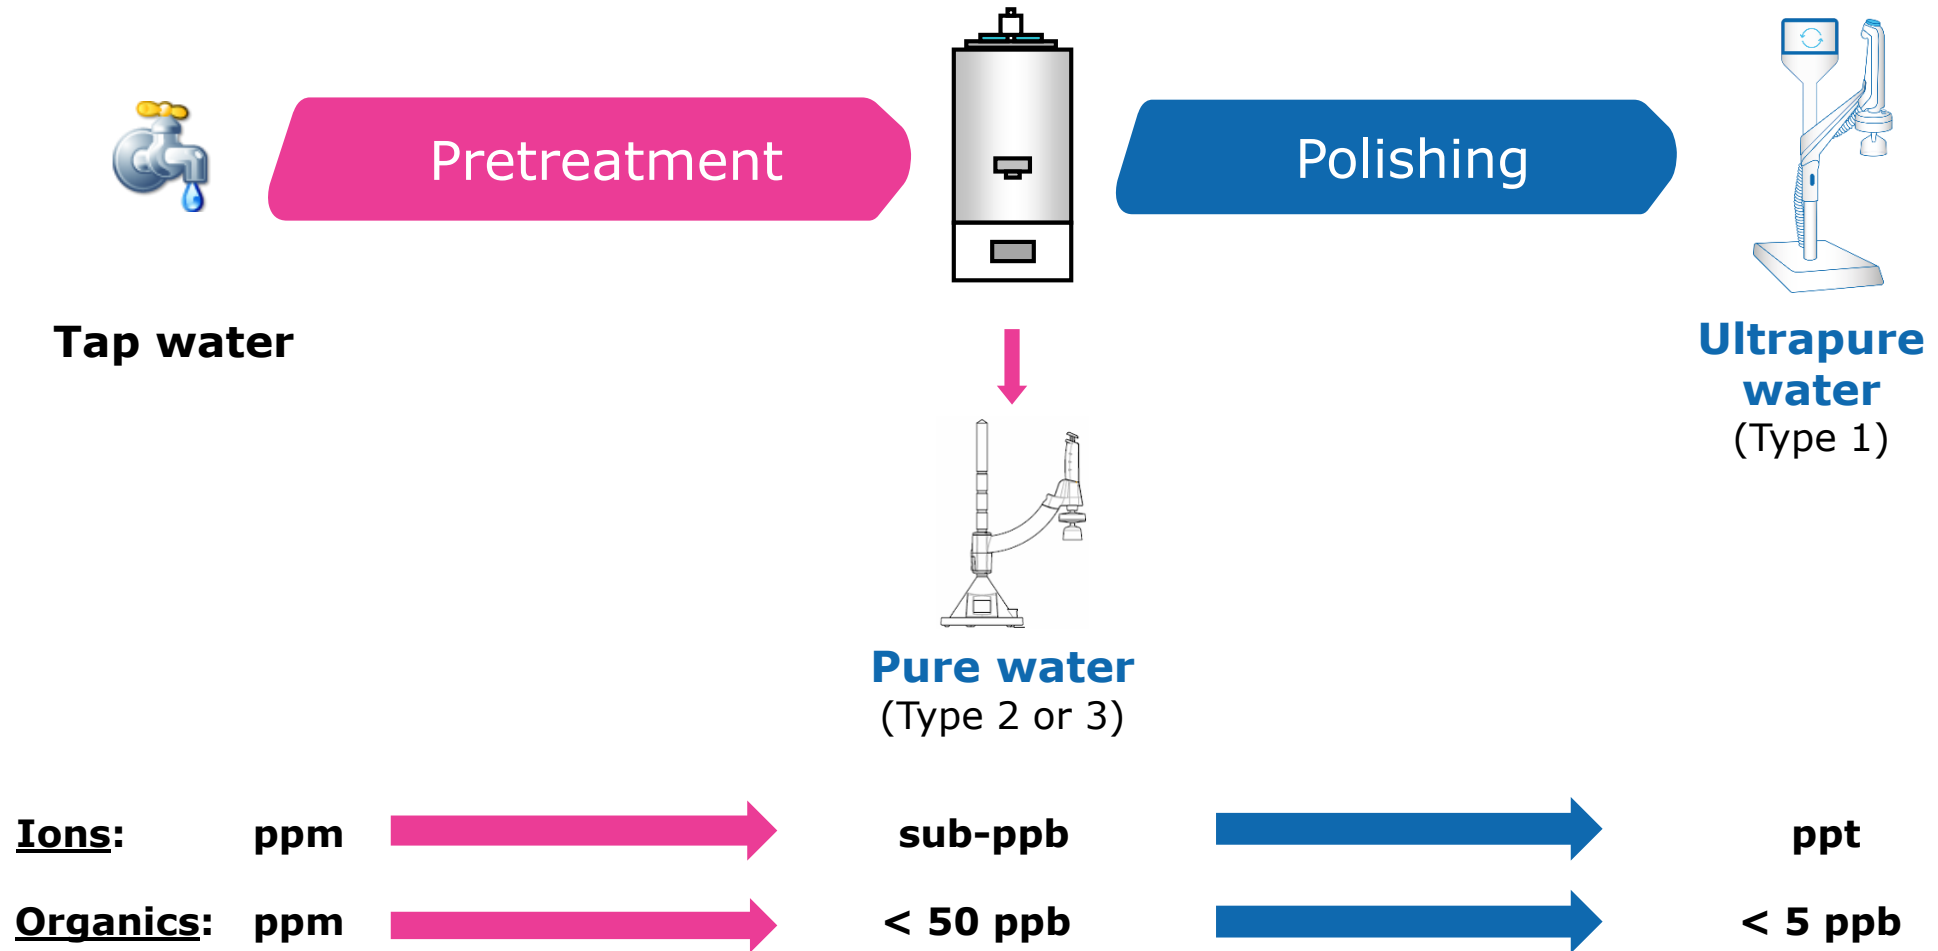 Pretreatment
Polishing
Tap water
Ultrapure
water
(Type 1)
Pure water
(Type 2 or 3)
Ions: ppm sub-ppb ppt
Organics: ppm < 50 ppb < 5 ppb